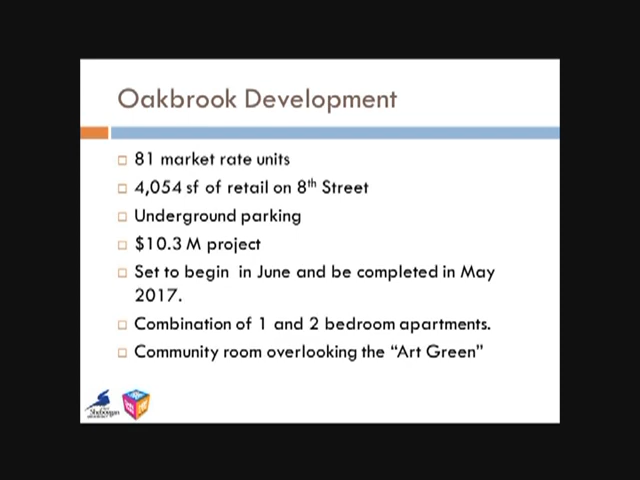 Oakbrook Development
81 market rate units
4,054 sf of retail on 8th Street
Underground parking
$10.3 M project
Set to begin  in June and be completed in May
2017.
Combination of 1 and 2 bedroom apartments.
Community room overlooking the “Art Green”
Sheboygan